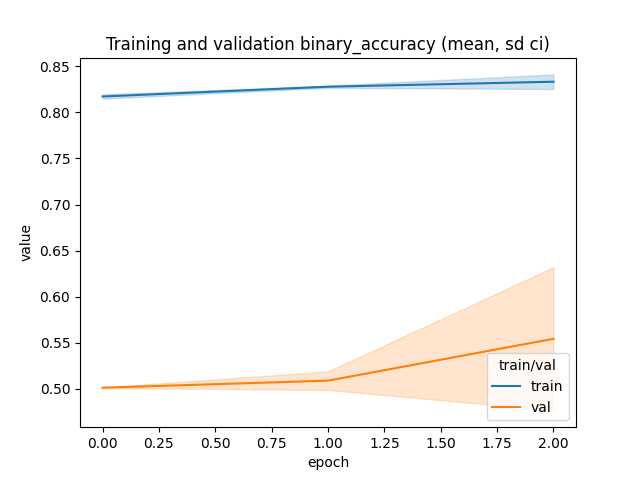 Training and validation binary_accuracy (mean, sd ci)
0.85
0.80
0.75
0.70
0.65
0.60
0.55
0.50
value
train/val
train
val
0.00 0.25 0.50 0.75 1.00 1.25 1.50 1.75 2.00
epoch